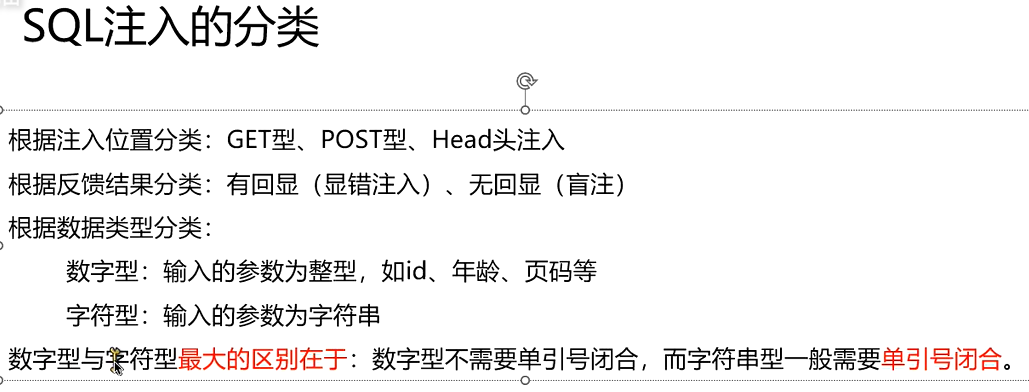 SQL注入的分类
根据注入位置分类：GET型、POST型、Head头注入
根据反馈结果分类：有回显（显错注入）、无回显（盲注）
根据数据类型分类：
数字型：输入的参数为整型，如id、年龄、页码等
字符型：输入的参数为字符串
数字型与字符型最大的区别在于：数字型不需要单引号闭合，而字符串型一般需要单引号闭合。